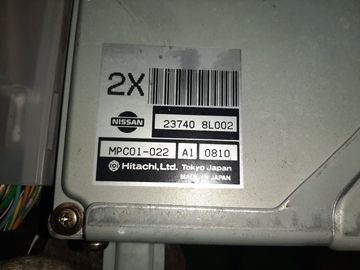 2X
NISSAN 23740 8L002
MPC01-022 A1 0810
Hitachi, Ltd. Tokyo Japan
MADE IN JAPAN